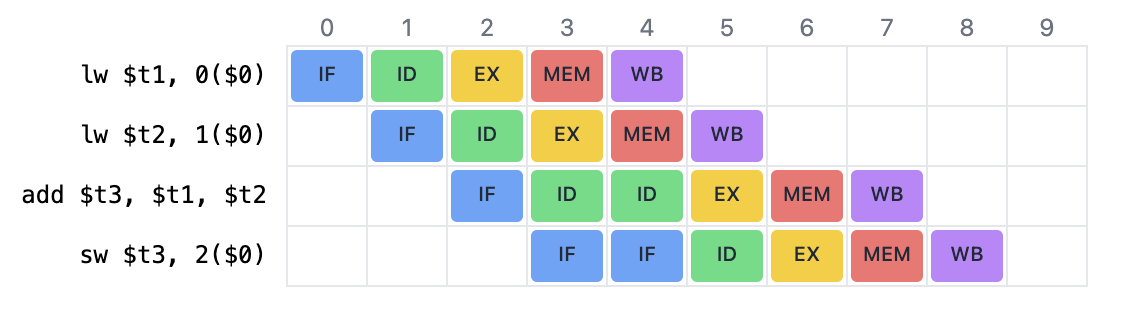 0 1 2 3 4 5 6 7 8 9
lw $t1, 0($0) IF ID EX MEM WB
lw $t2, 1($0) IF ID EX MEM WB
add $t3, $t1, $t2 IF ID ID EX MEM WB
sw $t3, 2($0) IF IF ID EX MEM WB